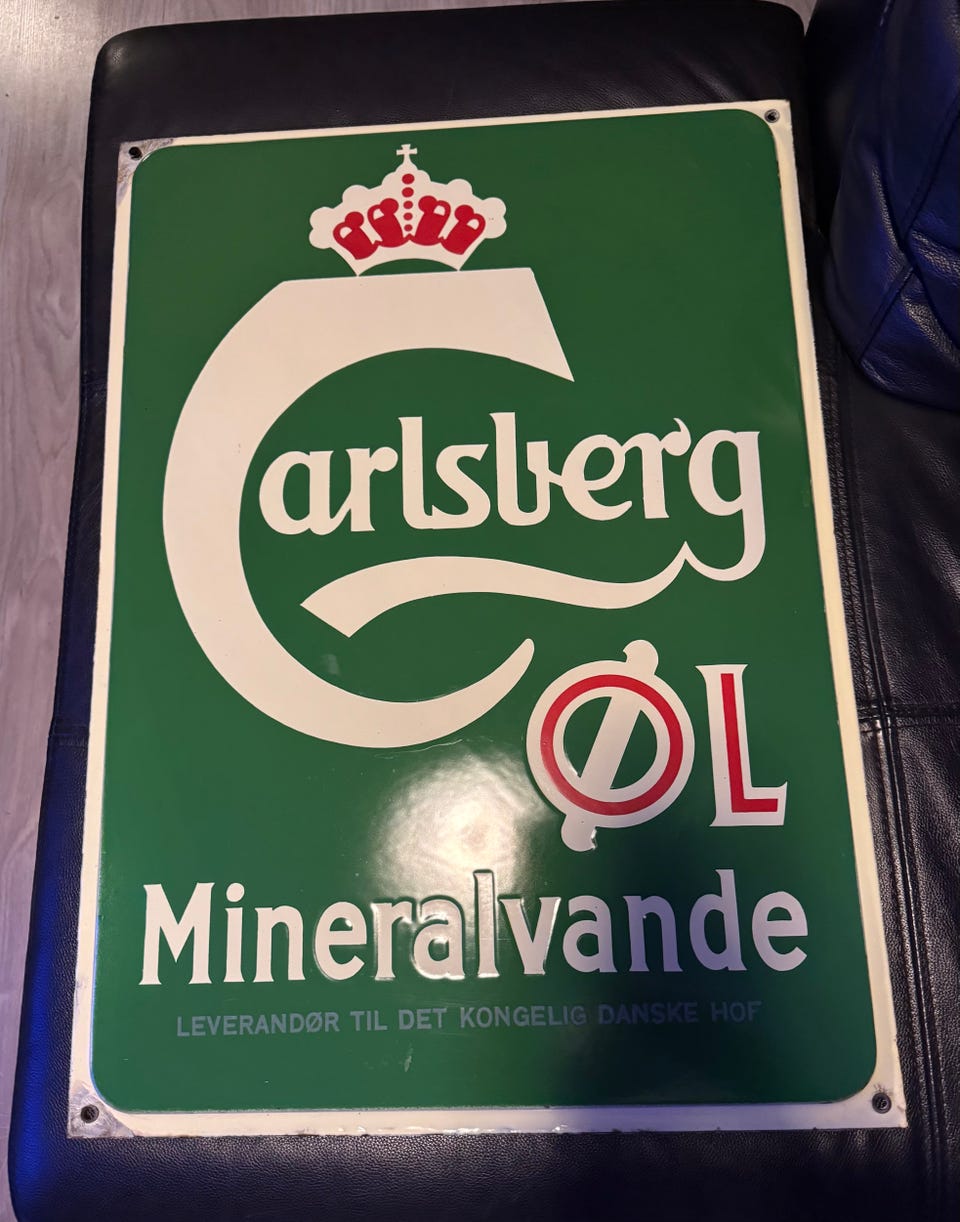 Carlsberg
ØL
Mineralvande
LEVERANDØR TIL DET KONGELIG DANSKE HOF